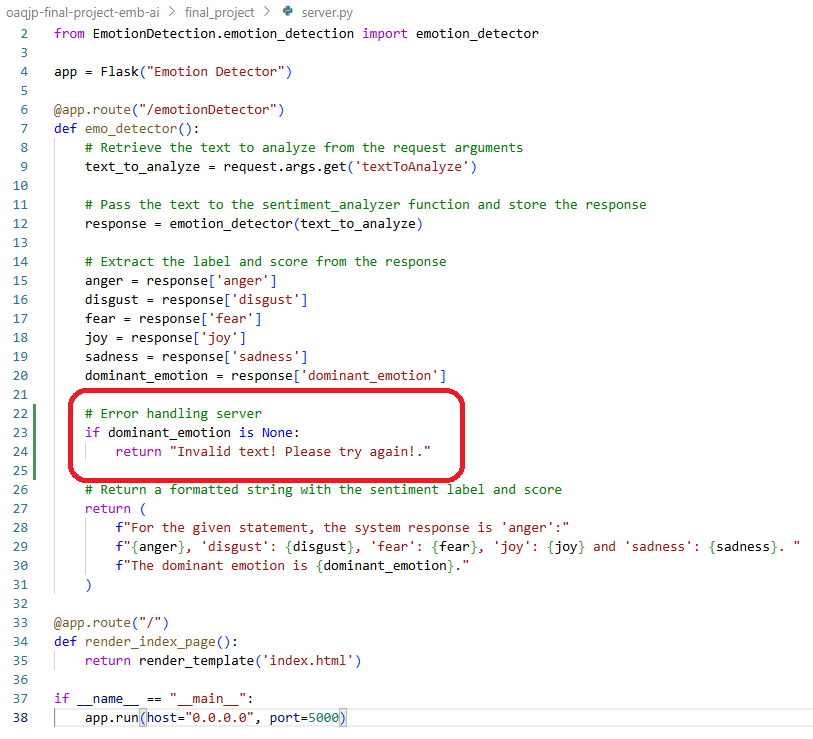 oaqjp-final-project-emb-ai > final_project > server.py
2 from EmotionDetection.emotion_detection import emotion_detector
3
4 app = Flask("Emotion Detector")
5
6 @app.route("/emotionDetector")
7 def emo_detector():
8     # Retrieve the text to analyze from the request arguments
9     text_to_analyze = request.args.get('textToAnalyze')
10
11     # Pass the text to the sentiment_analyzer function and store the response
12     response = emotion_detector(text_to_analyze)
13
14     # Extract the label and score from the response
15     anger = response['anger']
16     disgust = response['disgust']
17     fear = response['fear']
18     joy = response['joy']
19     sadness = response['sadness']
20     dominant_emotion = response['dominant_emotion']
21
22     # Error handling server
23     if dominant_emotion is None:
24         return "Invalid text! Please try again!."
25
26     # Return a formatted string with the sentiment label and score
27     return (
28         f"For the given statement, the system response is 'anger':"
29         f"{anger}, 'disgust': {disgust}, 'fear': {fear}, 'joy': {joy} and 'sadness': {sadness}. "
30         f"The dominant emotion is {dominant_emotion}."
31     )
32
33 @app.route("/")
34 def render_index_page():
35     return render_template('index.html')
36
37 if __name__ == "__main__":
38     app.run(host="0.0.0.0", port=5000)